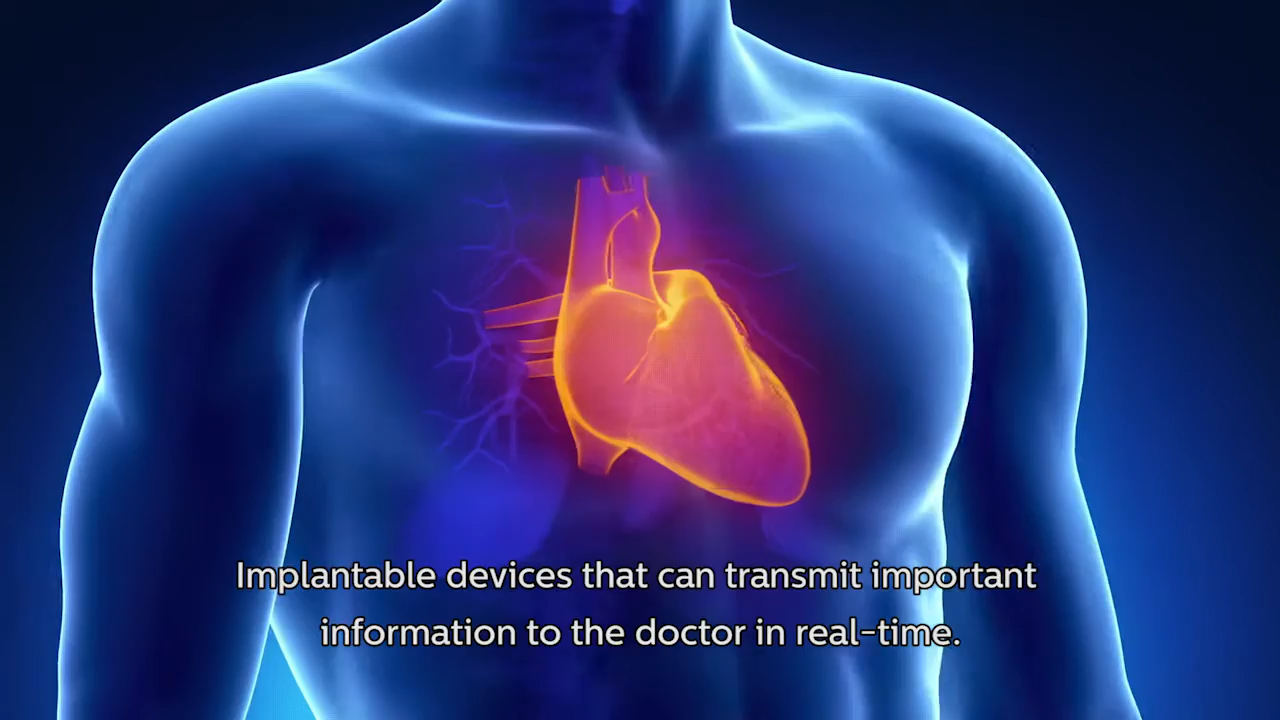 Implantable devices that can transmit important
information to the doctor in real-time.